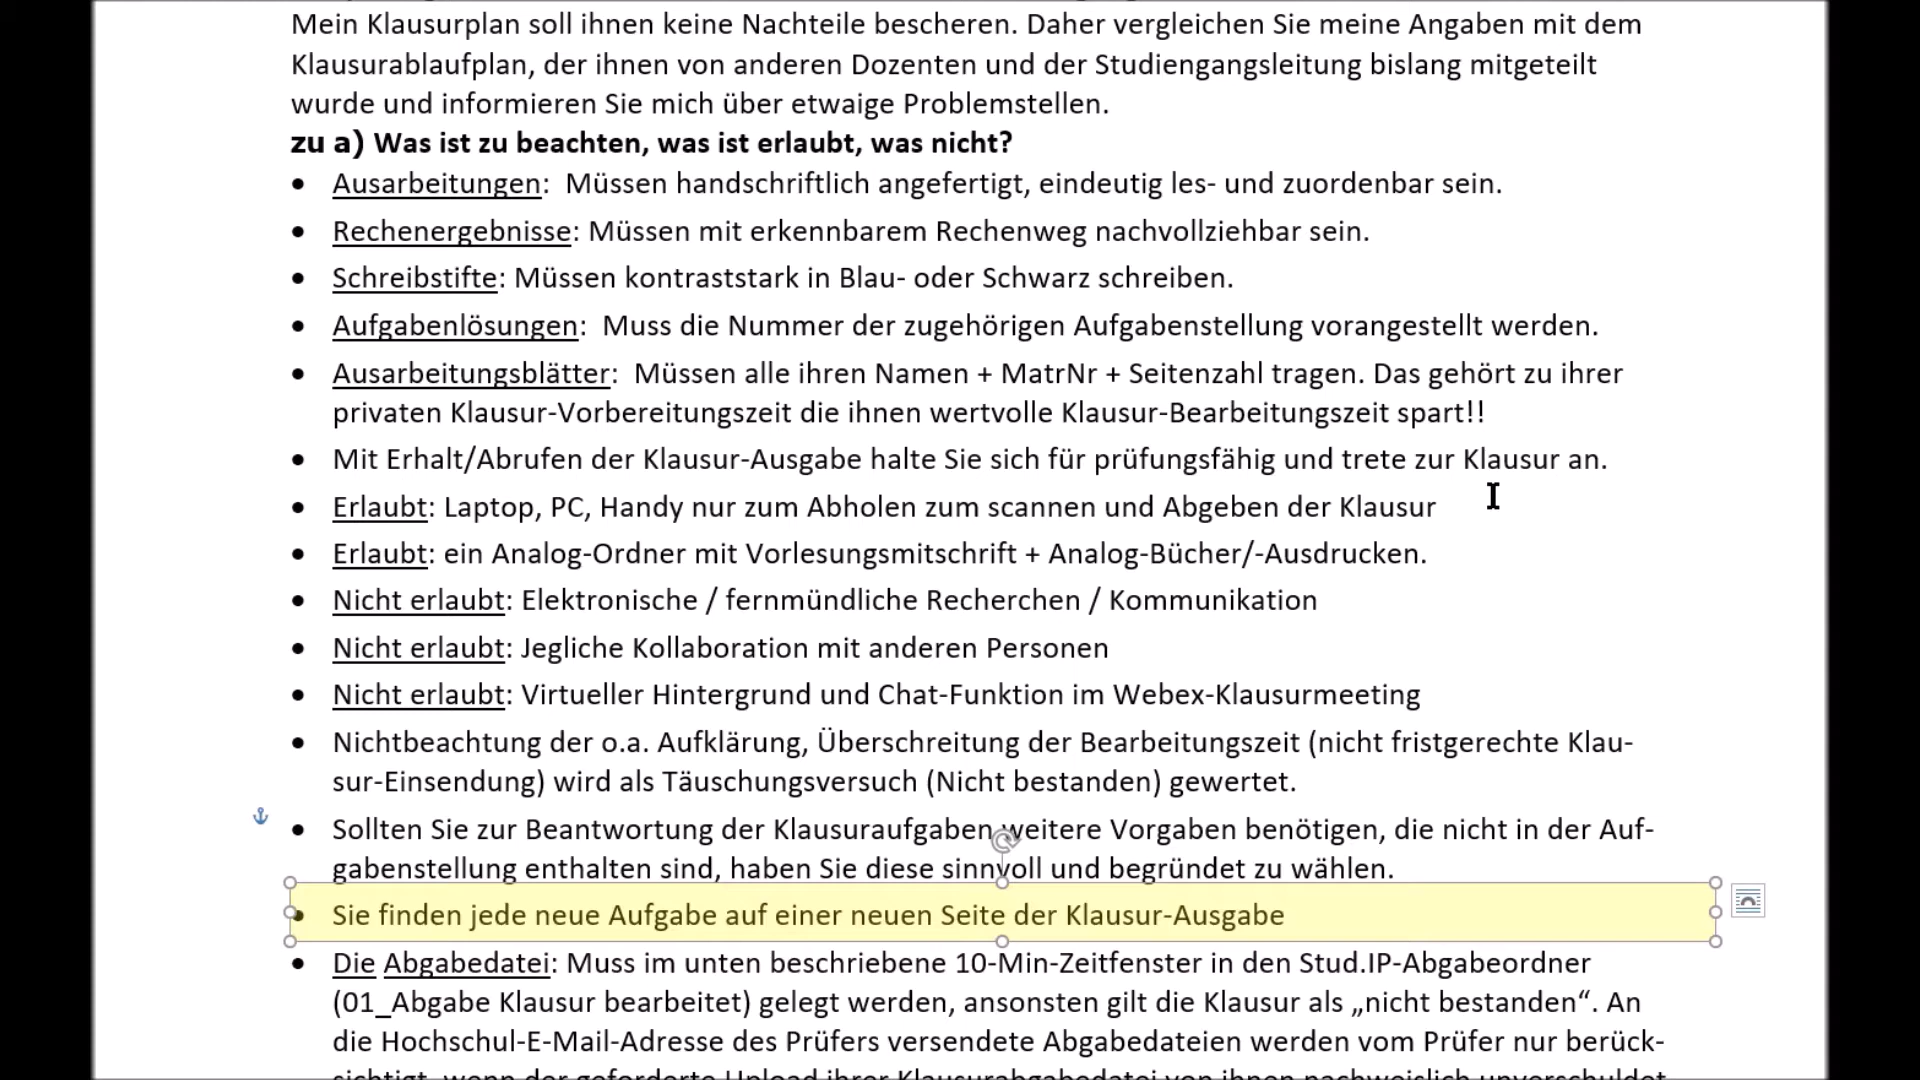 Mein Klausurplan soll ihnen keine Nachteile bescheren. Daher vergleichen Sie meine Angaben mit dem
Klausurablaufplan, der ihnen von anderen Dozenten und der Studiengangsleitung bislang mitgeteilt
wurde und informieren Sie mich über etwaige Problemstellen.
zu a) Was ist zu beachten, was ist erlaubt, was nicht?
• Ausarbeitungen:  Müssen handschriftlich angefertigt, eindeutig les- und zuordenbar sein.
• Rechenergebnisse: Müssen mit erkennbarem Rechenweg nachvollziehbar sein.
• Schreibstifte: Müssen kontraststark in Blau- oder Schwarz schreiben.
• Aufgabenlösungen:  Muss die Nummer der zugehörigen Aufgabenstellung vorangestellt werden.
• Ausarbeitungsblätter:  Müssen alle ihren Namen + MatrNr + Seitenzahl tragen. Das gehört zu ihrer
privaten Klausur-Vorbereitungszeit die ihnen wertvolle Klausur-Bearbeitungszeit spart!!
• Mit Erhalt/Abrufen der Klausur-Ausgabe halte Sie sich für prüfungsfähig und trete zur Klausur an.
• Erlaubt: Laptop, PC, Handy nur zum Abholen zum scannen und Abgeben der Klausur
• Erlaubt: ein Analog-Ordner mit Vorlesungsmitschrift + Analog-Bücher/-Ausdrucken.
• Nicht erlaubt: Elektronische / fernmündliche Recherchen / Kommunikation
• Nicht erlaubt: Jegliche Kollaboration mit anderen Personen
• Nicht erlaubt: Virtueller Hintergrund und Chat-Funktion im Webex-Klausurmeeting
• Nichtbeachtung der o.a. Aufklärung, Überschreitung der Bearbeitungszeit (nicht fristgerechte Klau-
sur-Einsendung) wird als Täuschungsversuch (Nicht bestanden) gewertet.
• Sollten Sie zur Beantwortung der Klausuraufgaben weitere Vorgaben benötigen, die nicht in der Auf-
gabenstellung enthalten sind, haben Sie diese sinnvoll und begründet zu wählen.
• Sie finden jede neue Aufgabe auf einer neuen Seite der Klausur-Ausgabe
• Die Abgabedatei: Muss im unten beschriebene 10-Min-Zeitfenster in den Stud.IP-Abgabeordner
(01_Abgabe Klausur bearbeitet) gelegt werden, ansonsten gilt die Klausur als „nicht bestanden“. An
die Hochschul-E-Mail-Adresse des Prüfers versendete Abgabedateien werden vom Prüfer nur berück-
sichtigt, wenn der geforderte Upload ihrer Klausurabgabedatei von ihnen nachweislich unverschuldet